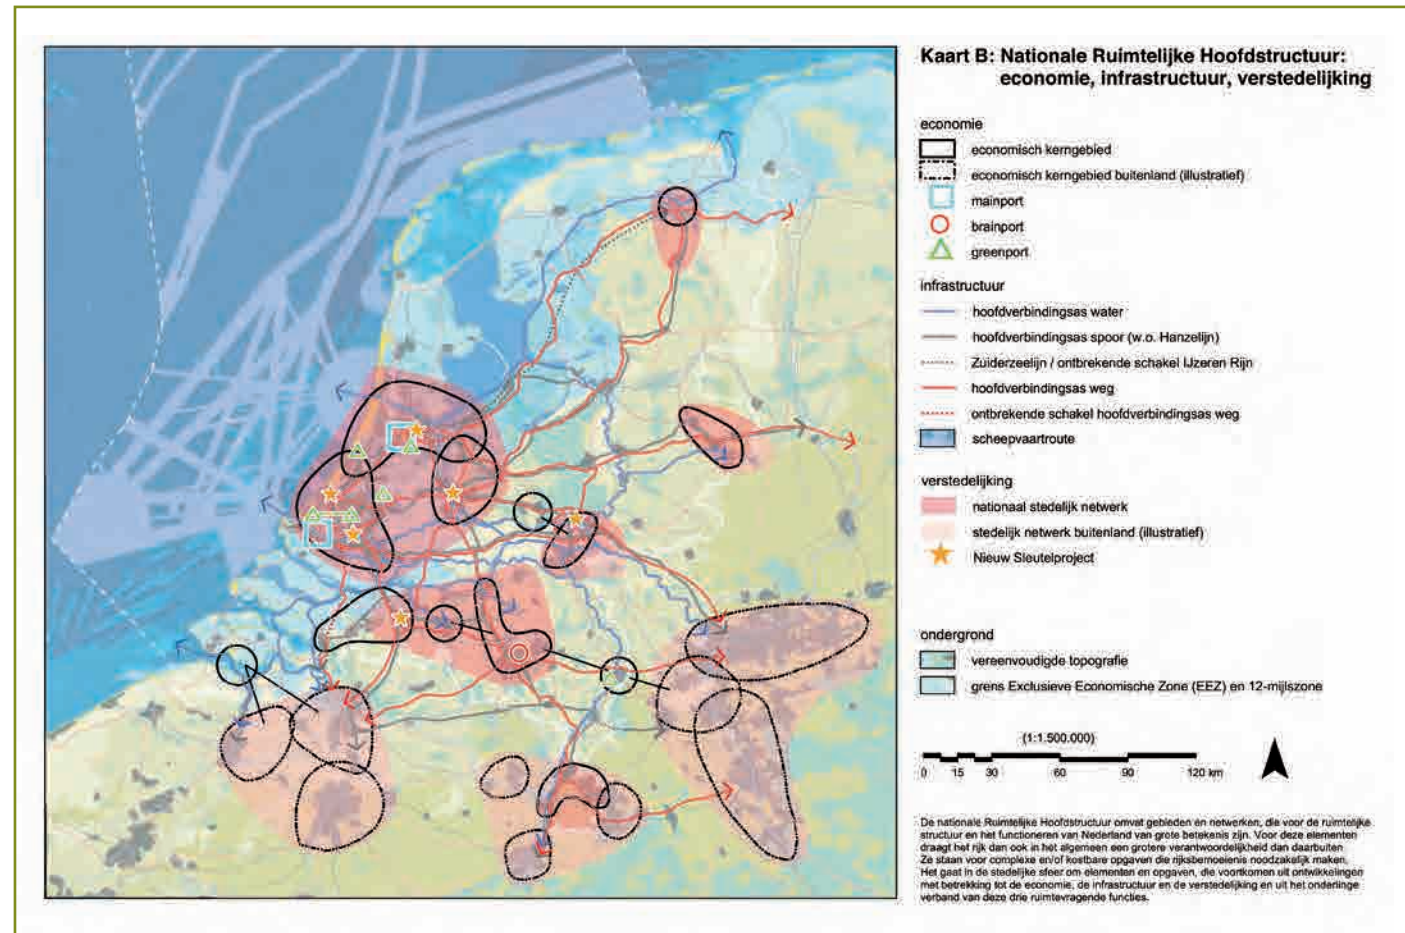 Kaart B: Nationale Ruimtelijke Hoofdstructuur:
economie, infrastructuur, verstedelijking
economie
economisch kerngebied
economisch kerngebied buitenland (illustratief)
mainport
brainport
greenport
infrastructuur
hoofdverbindingsas water
hoofdverbindingsas spoor (w.o. Hanzelijn)
Zuiderzeelijn / ontbrekende schakel IJzeren Rijn
hoofdverbindingsas weg
ontbrekende schakel hoofdverbindingsas weg
scheepvaartroute
verstedelijking
nationaal stedelijk netwerk
stedelijk netwerk buitenland (illustratief)
Nieuw Sleutelproject
ondergrond
vereenvoudigde topografie
grens Exclusieve Economische Zone (EEZ) en 12-mijlszone
(1:1.500.000)
0 15 30 60 90 120 km
De nationale Ruimtelijke Hoofdstructuur omvat gebieden en netwerken, die voor de ruimtelijke
structuur en het functioneren van Nederland van grote betekenis zijn. Voor deze elementen
draagt het rijk dan ook in het algemeen een grotere verantwoordelijkheid dan daarbuiten
Ze staan voor complexe en/of kostbare opgaven die rijksbemoeienis noodzakelijk maken.
Het gaat in de stedelijke sfeer om elementen en opgaven, die voortkomen uit ontwikkelingen
met betrekking tot de economie, de infrastructuur en de verstedelijking en uit het onderlinge
verband van deze drie ruimtevragende functies.